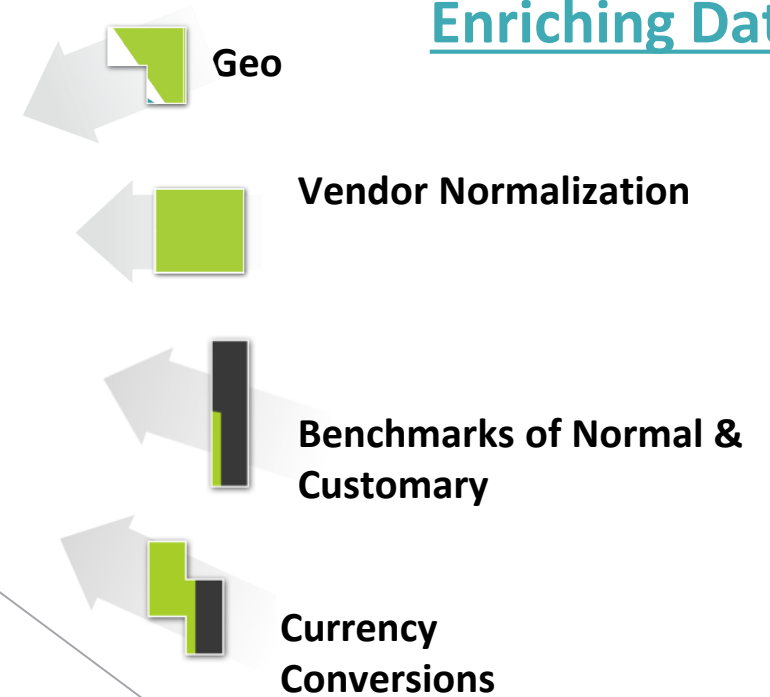 Enriching Dat
Geo
Vendor Normalization
Benchmarks of Normal &
Customary
Currency
Conversions